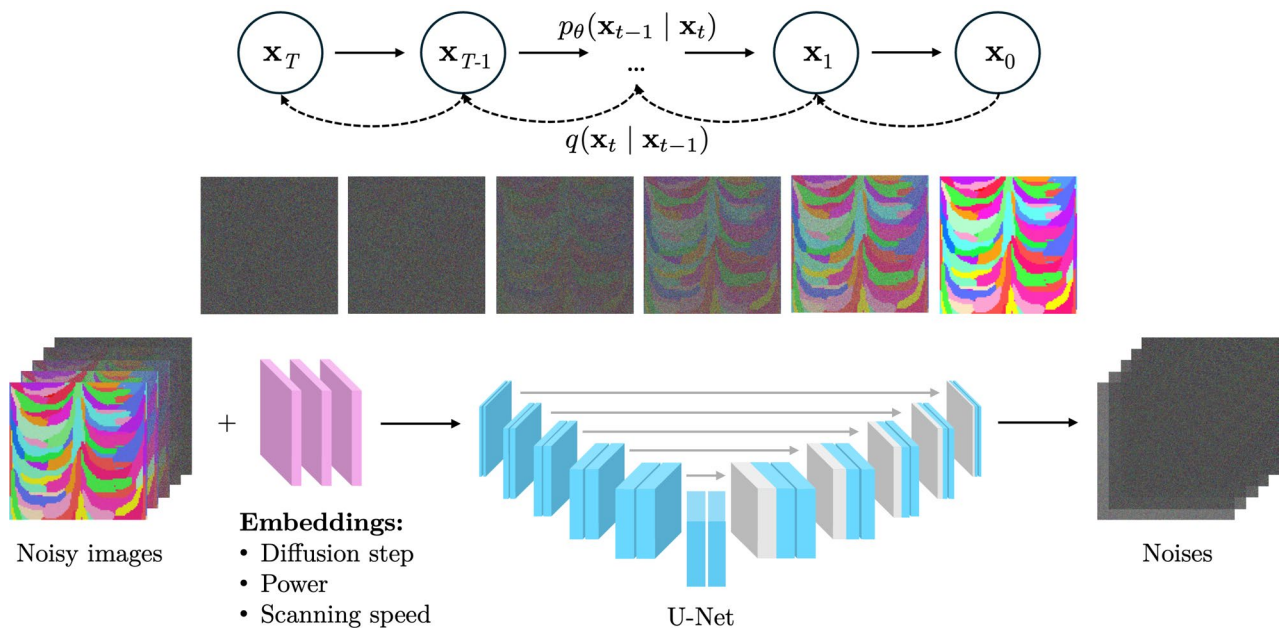 p_θ(x_{t−1} | x_t)
x_T
x_{T-1}
...
x_1
x_0
q(x_t | x_{t−1})
+
Embeddings:
• Diffusion step
• Power
• Scanning speed
Noisy images
U-Net
Noises